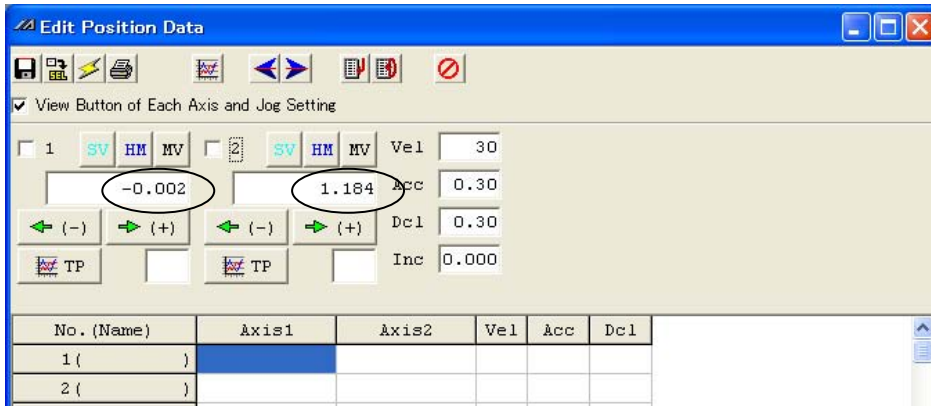 Edit Position Data
SEL
View Button of Each Axis and Jog Setting
1 SV HM MV 2 SV HM MV Vel 30
-0.002 1.184 Acc 0.30
(-) (+) (-) (+) Dcl 0.30
TP TP Inc 0.000
No.(Name) Axis1 Axis2 Vel Acc Dcl
1( )
2( )